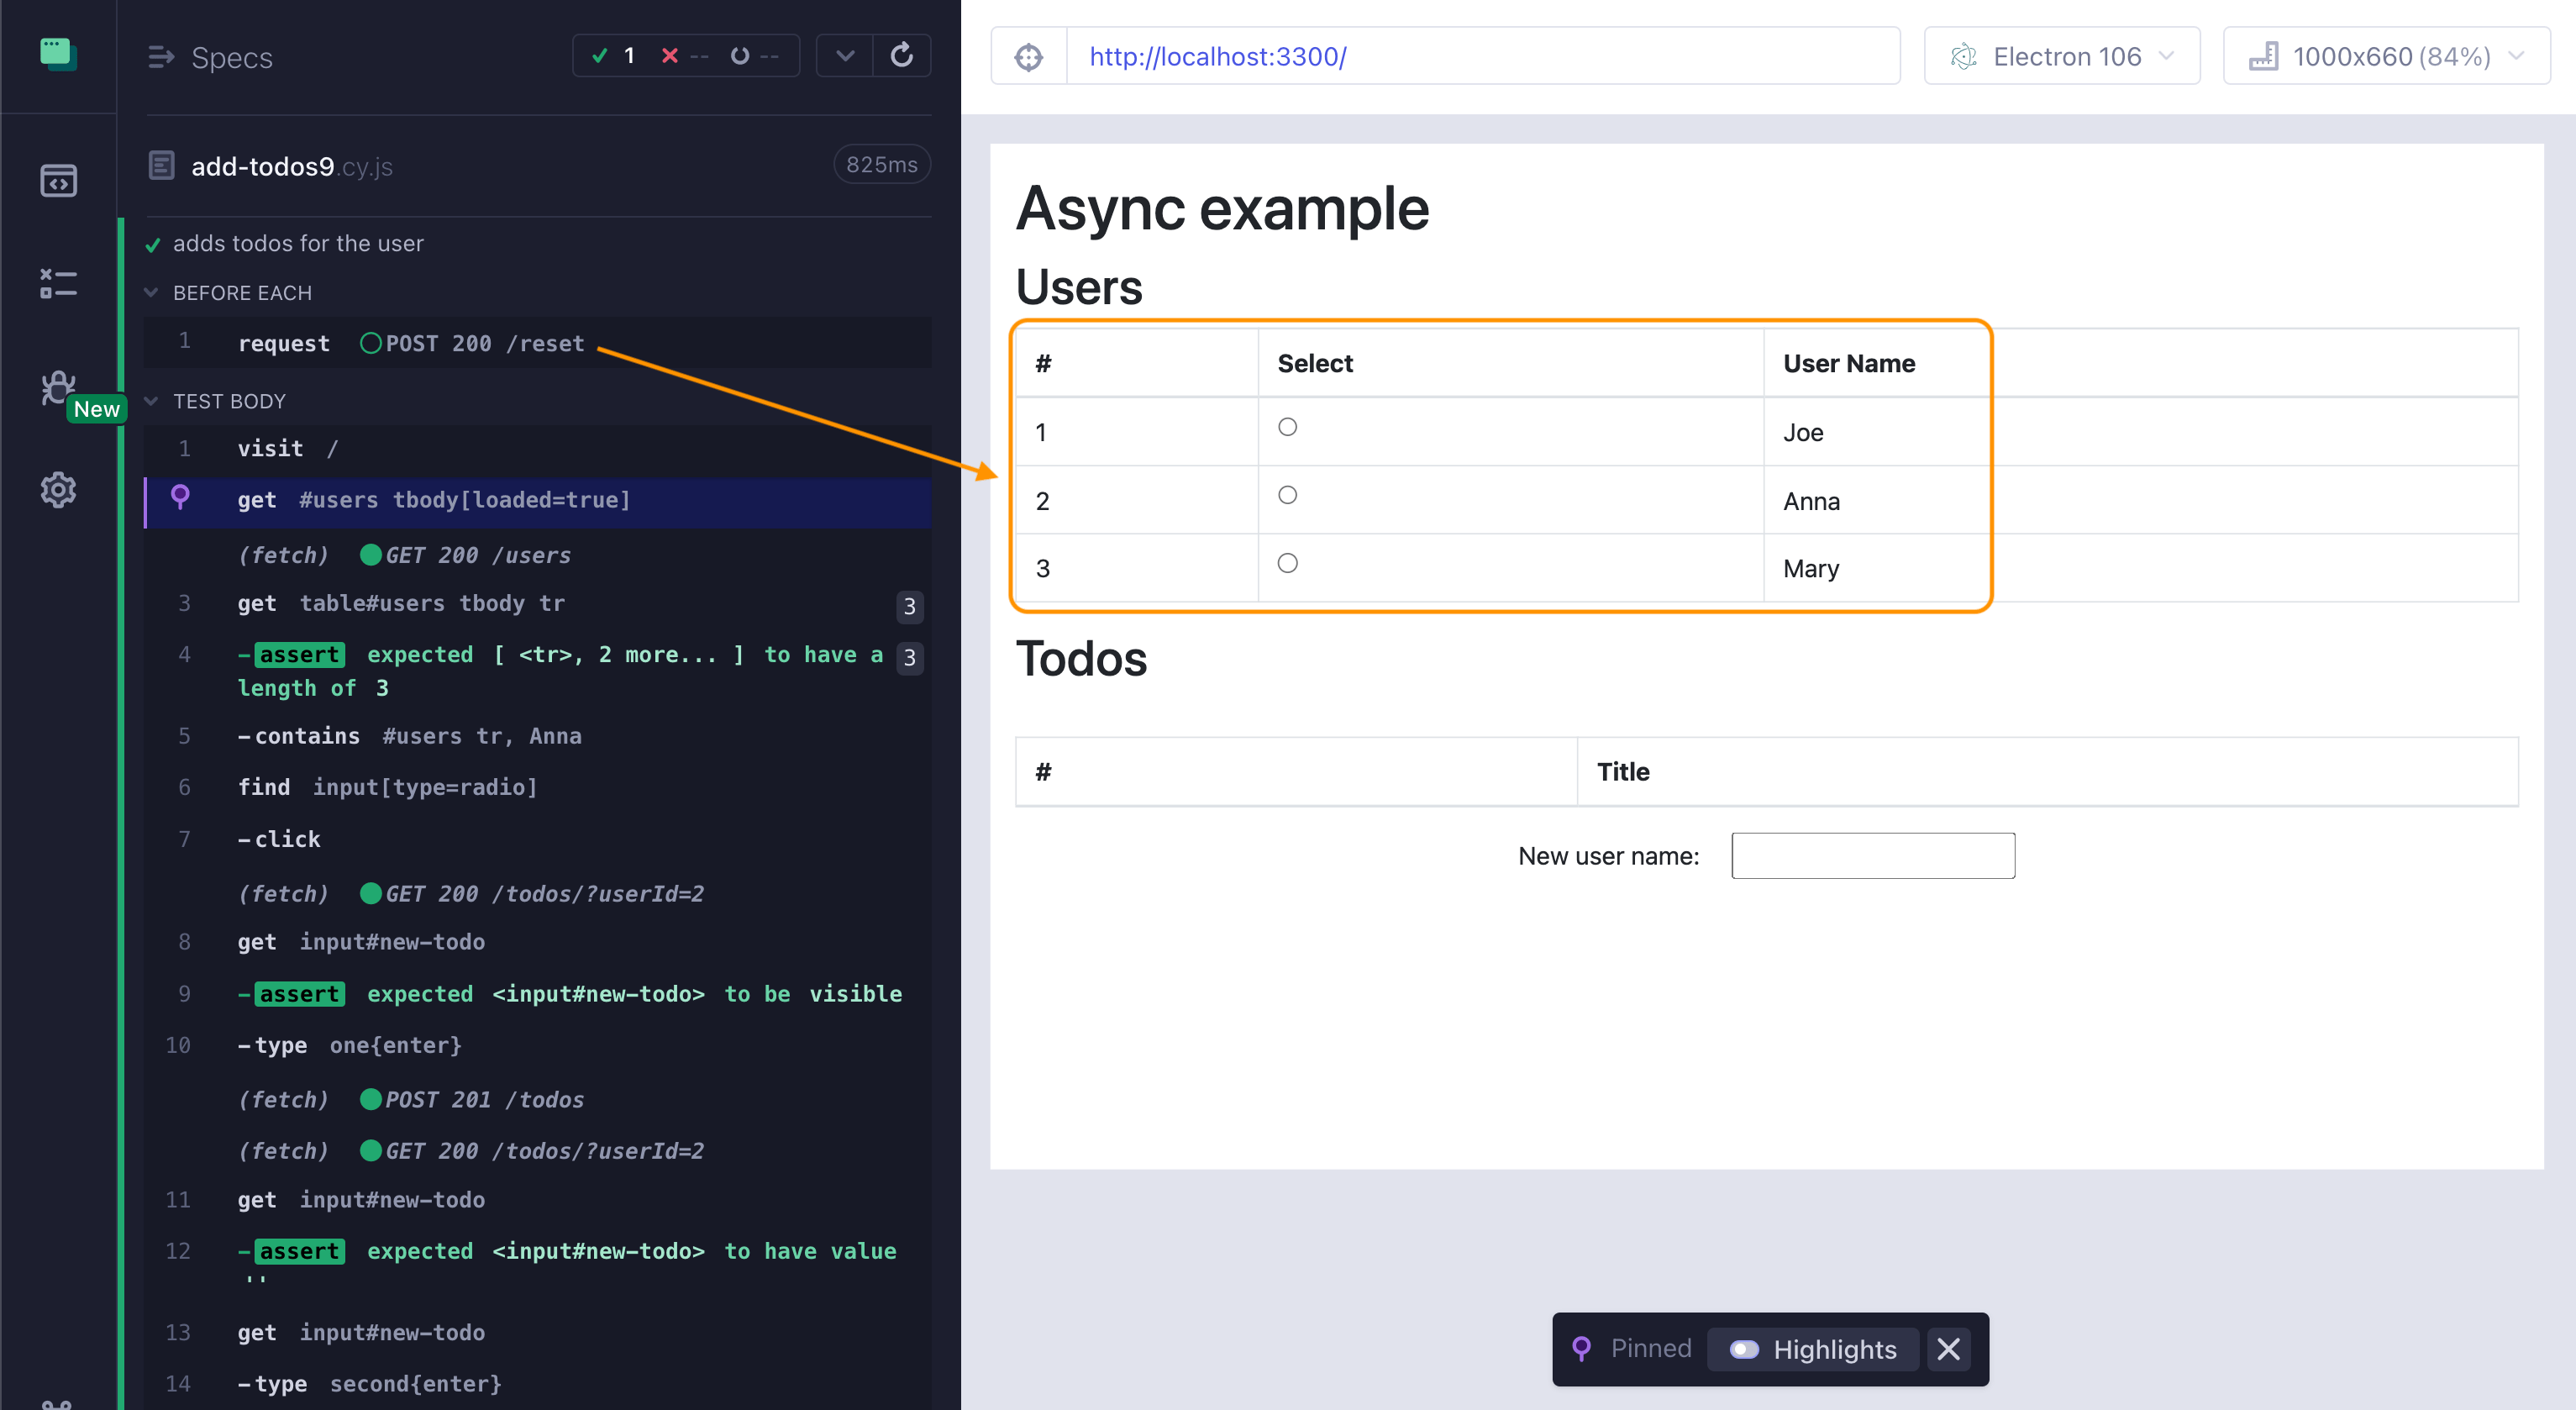 Specs
1 -- --
add-todos9.cy.js
825ms
adds todos for the user
BEFORE EACH
1 request POST 200 /reset
New
TEST BODY
1 visit /
get #users tbody[loaded=true]
(fetch) GET 200 /users
3 get table#users tbody tr 3
4 -assert expected [ <tr>, 2 more... ] to have a 3
length of 3
5 -contains #users tr, Anna
6 find input[type=radio]
7 -click
(fetch) GET 200 /todos/?userId=2
8 get input#new-todo
9 -assert expected <input#new-todo> to be visible
10 -type one{enter}
(fetch) POST 201 /todos
(fetch) GET 200 /todos/?userId=2
11 get input#new-todo
12 -assert expected <input#new-todo> to have value
''
13 get input#new-todo
14 -type second{enter}
http://localhost:3300/
Electron 106
1000x660 (84%)
Async example
Users
# Select User Name
1 Joe
2 Anna
3 Mary
Todos
# Title
New user name:
Pinned Highlights